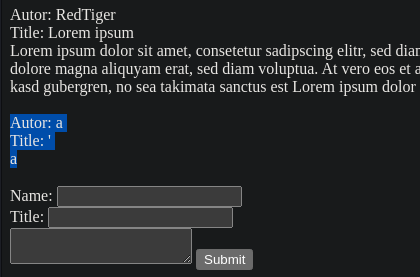 Autor: RedTiger
Title: Lorem ipsum
Lorem ipsum dolor sit amet, consetetur sadipscing elitr, sed diam
dolore magna aliquyam erat, sed diam voluptua. At vero eos et a
kasd gubergren, no sea takimata sanctus est Lorem ipsum dolor
Autor: a
Title: '
a
Name:
Title:
Submit